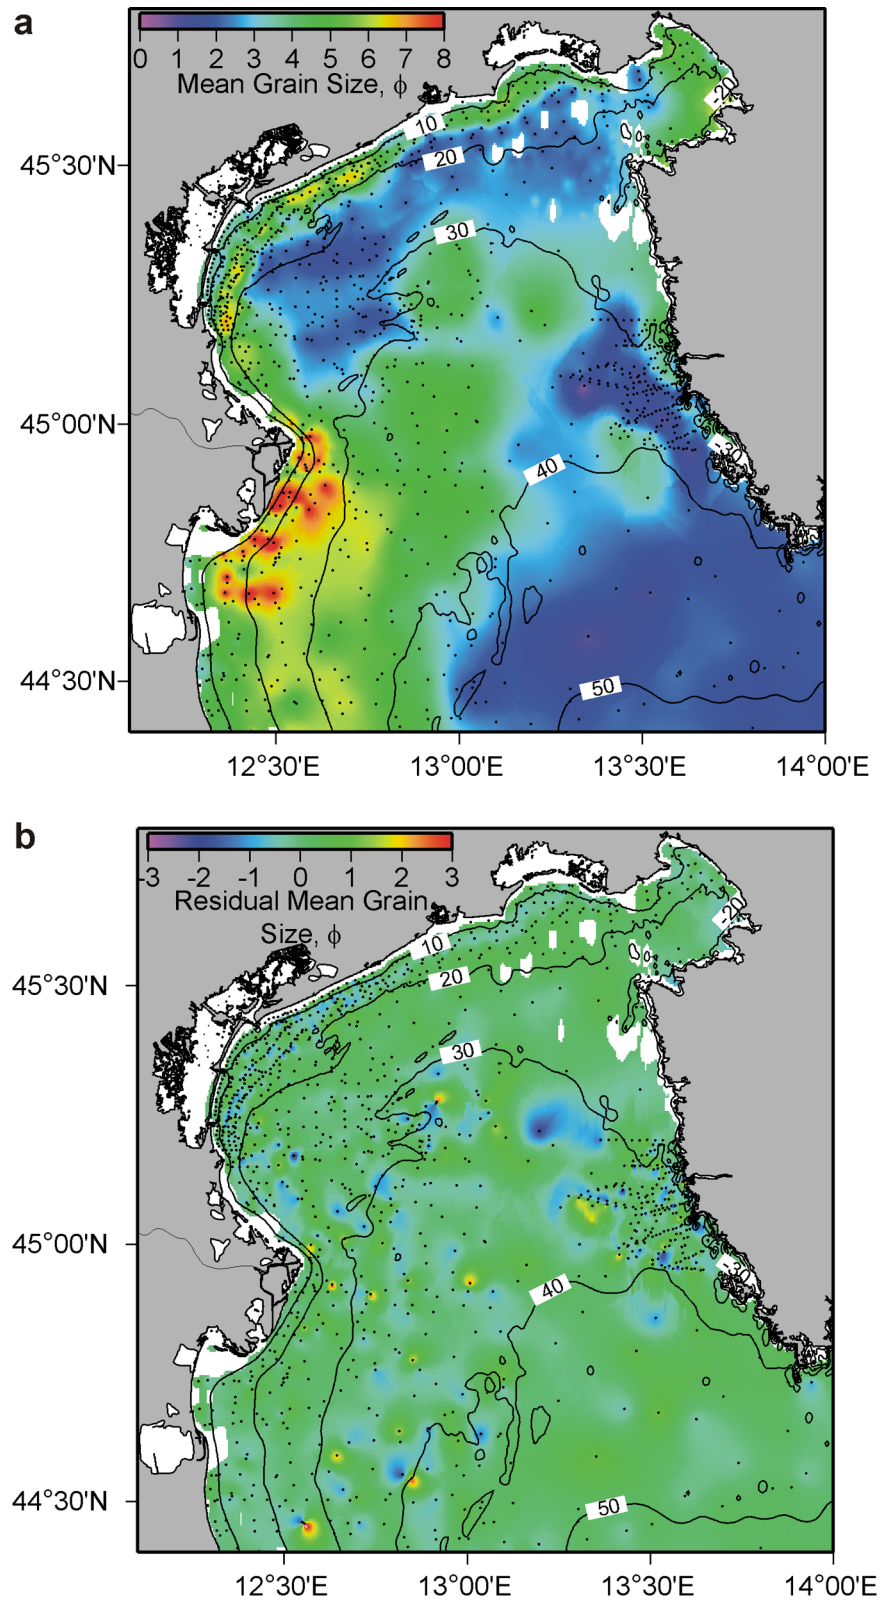 a
0 1 2 3 4 5 6 7 8
Mean Grain Size, ϕ
-20
10
20
45°30'N
30
45°00'N
-30
40
44°30'N
50
12°30'E 13°00'E 13°30'E 14°00'E
b
-3 -2 -1 0 1 2 3
Residual Mean Grain
Size, ϕ
-20
10
20
45°30'N
30
45°00'N
-30
40
44°30'N
50
12°30'E 13°00'E 13°30'E 14°00'E